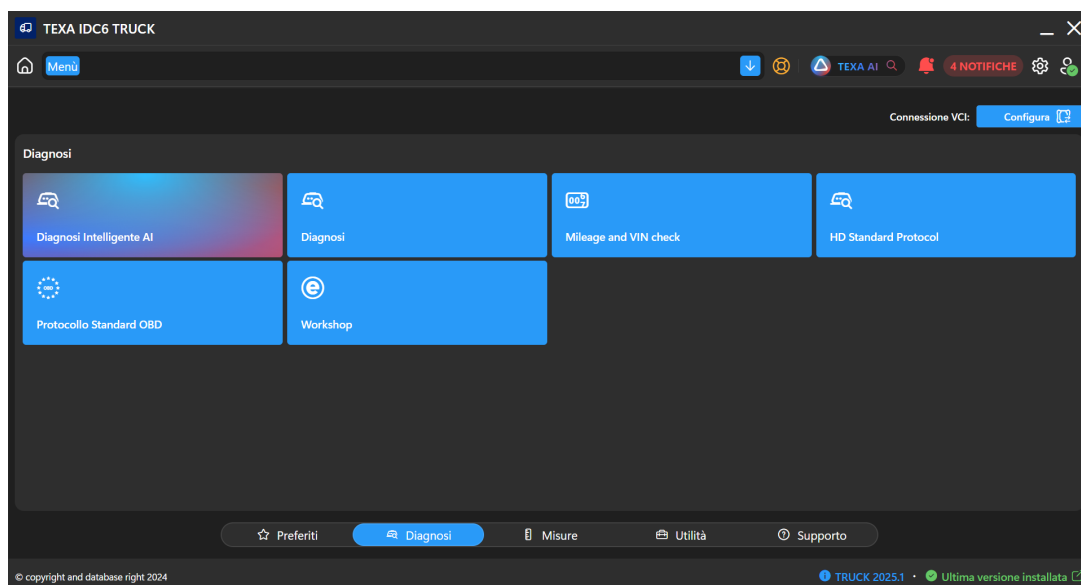 TEXA IDC6 TRUCK
Menù
TEXA AI
4 NOTIFICHE
Connessione VCI:
Configura
Diagnosi
Diagnosi Intelligente AI
Diagnosi
Mileage and VIN check
HD Standard Protocol
OBD
Protocollo Standard OBD
Workshop
Preferiti
Diagnosi
Misure
Utilità
Supporto
© copyright and database right 2024
TRUCK 2025.1 • Ultima versione installata